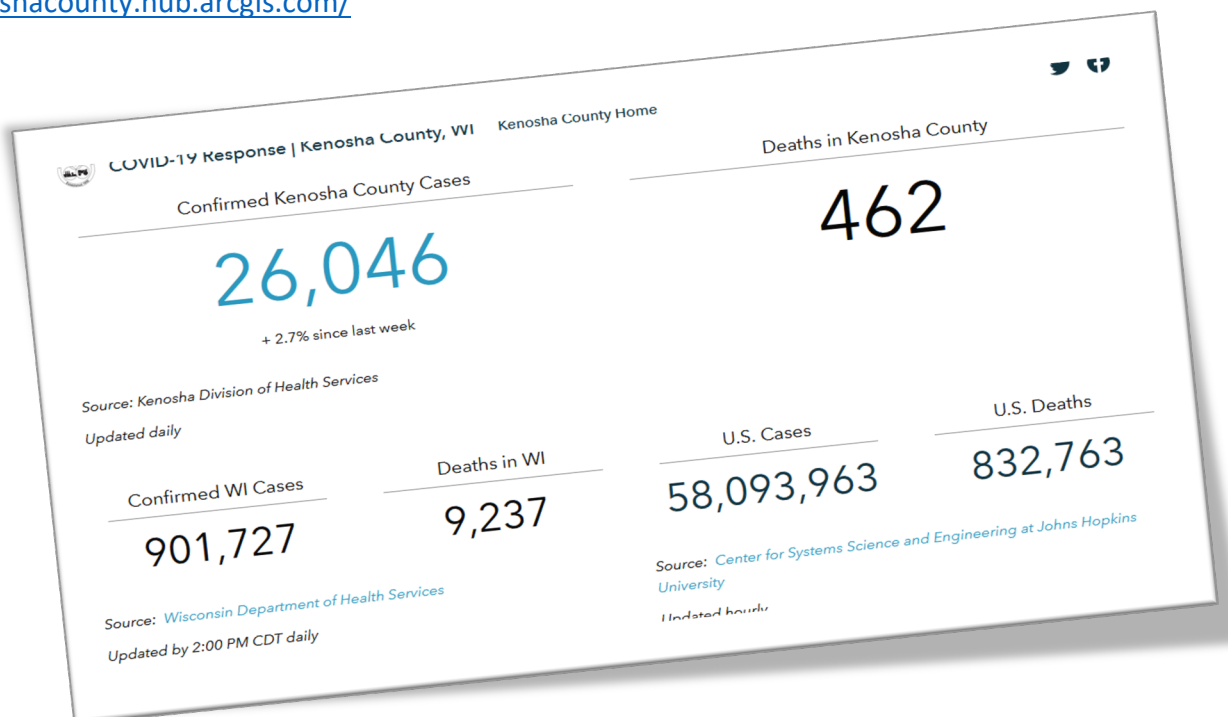 shacounty.hub.arcgis.com/
COVID-19 Response | Kenosha County, WI
Kenosha County Home
Confirmed Kenosha County Cases
26,046
+ 2.7% since last week
Source: Kenosha Division of Health Services
Updated daily
Deaths in Kenosha County
462
Confirmed WI Cases
901,727
Deaths in WI
9,237
Source: Wisconsin Department of Health Services
Updated by 2:00 PM CDT daily
U.S. Cases
58,093,963
U.S. Deaths
832,763
Source: Center for Systems Science and Engineering at Johns Hopkins
University
Updated hourly